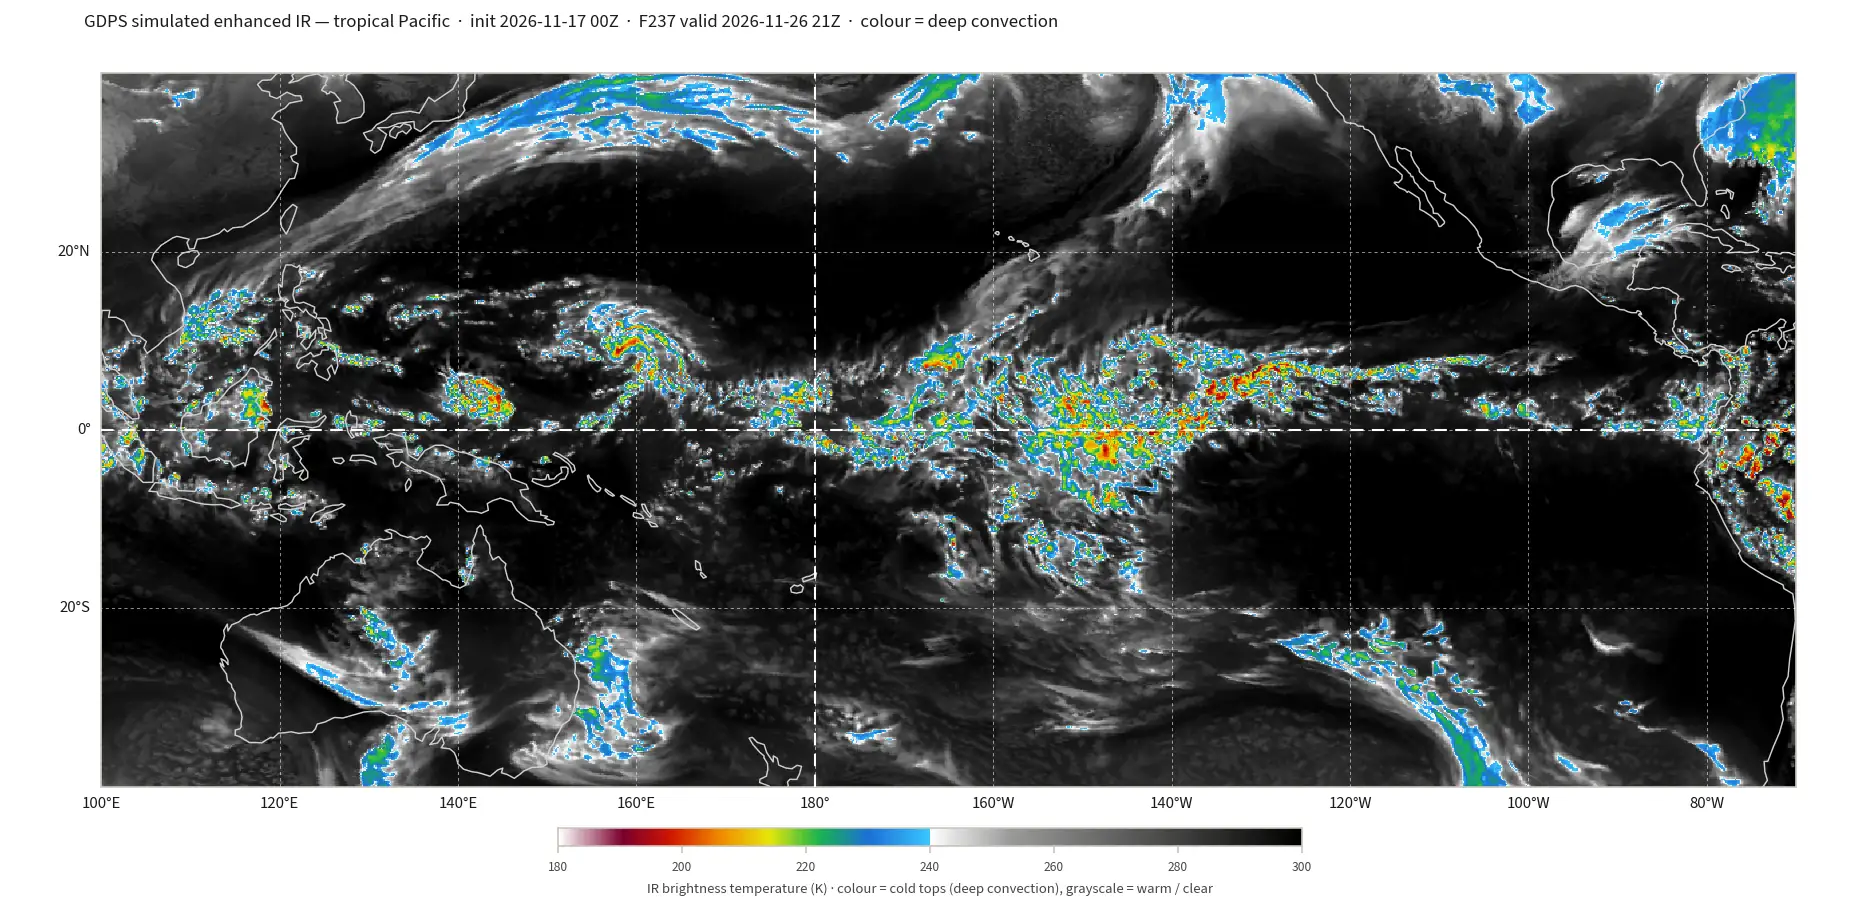 GDPS simulated enhanced IR — tropical Pacific · init 2026-11-17 00Z · F237 valid 2026-11-26 21Z · colour = deep convection
20°N
0°
20°S
100°E 120°E 140°E 160°E 180° 160°W 140°W 120°W 100°W 80°W
180 200 220 240 260 280 300
IR brightness temperature (K) · colour = cold tops (deep convection), grayscale = warm / clear